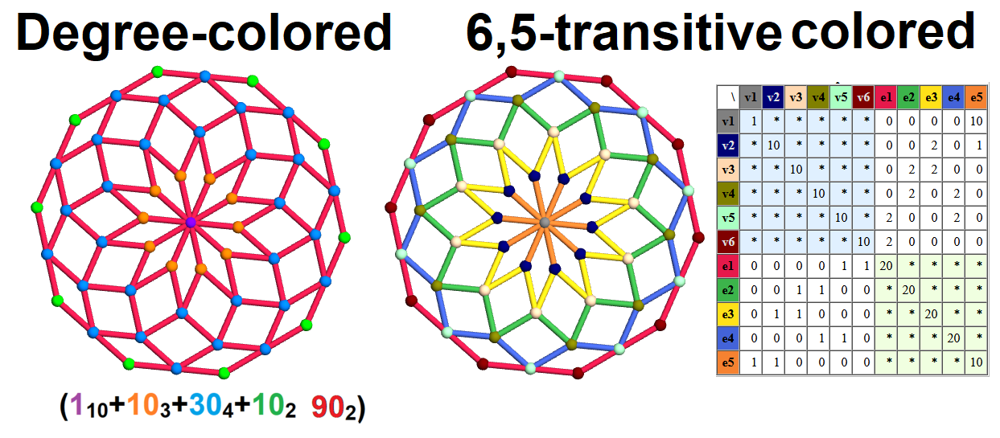 Degree-colored
6,5-transitive colored
\ v1 v2 v3 v4 v5 v6 e1 e2 e3 e4 e5
v1 1 * * * * * 0 0 0 0 10
v2 * 10 * * * * 0 0 2 0 1
v3 * * 10 * * * 0 2 2 0 0
v4 * * * 10 * * 0 2 0 2 0
v5 * * * * 10 * 2 0 0 2 0
v6 * * * * * 10 2 0 0 0 0
e1 0 0 0 0 1 1 20 * * * *
e2 0 0 1 1 0 0 * 20 * * *
e3 0 1 1 0 0 0 * * 20 * *
e4 0 0 0 1 1 0 * * * 20 *
e5 1 1 0 0 0 0 * * * * 10
(1₁₀+10₃+30₄+10₂ 90₂)